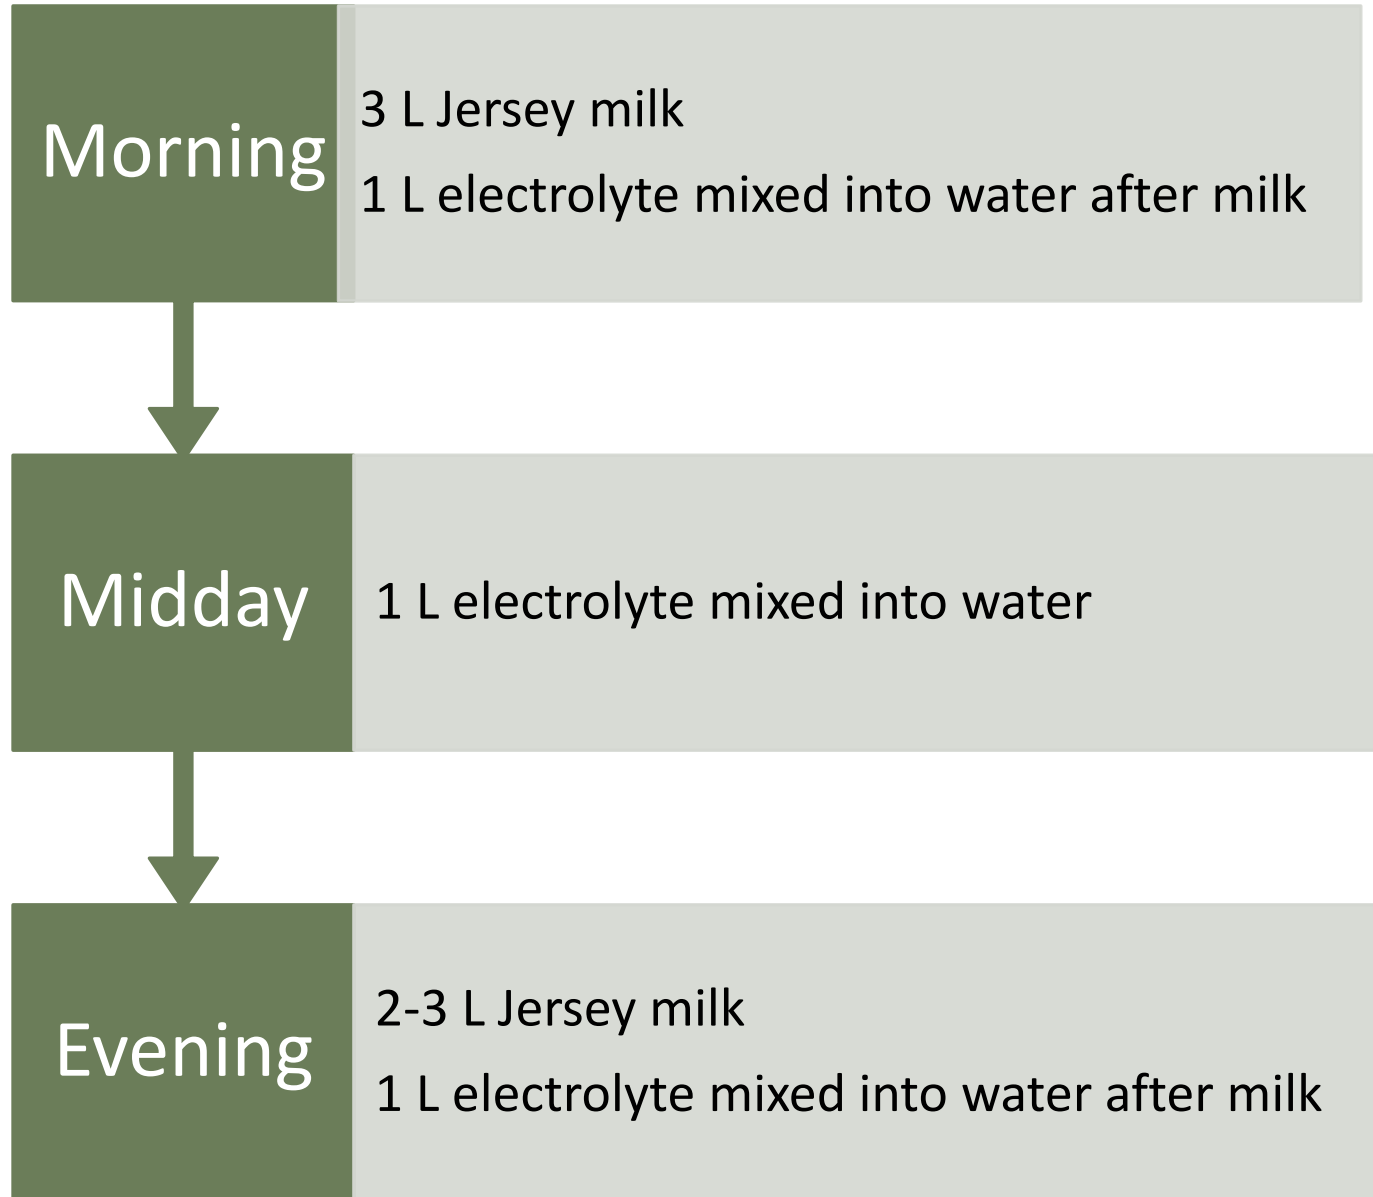 Morning
3 L Jersey milk
1 L electrolyte mixed into water after milk
Midday
1 L electrolyte mixed into water
Evening
2-3 L Jersey milk
1 L electrolyte mixed into water after milk